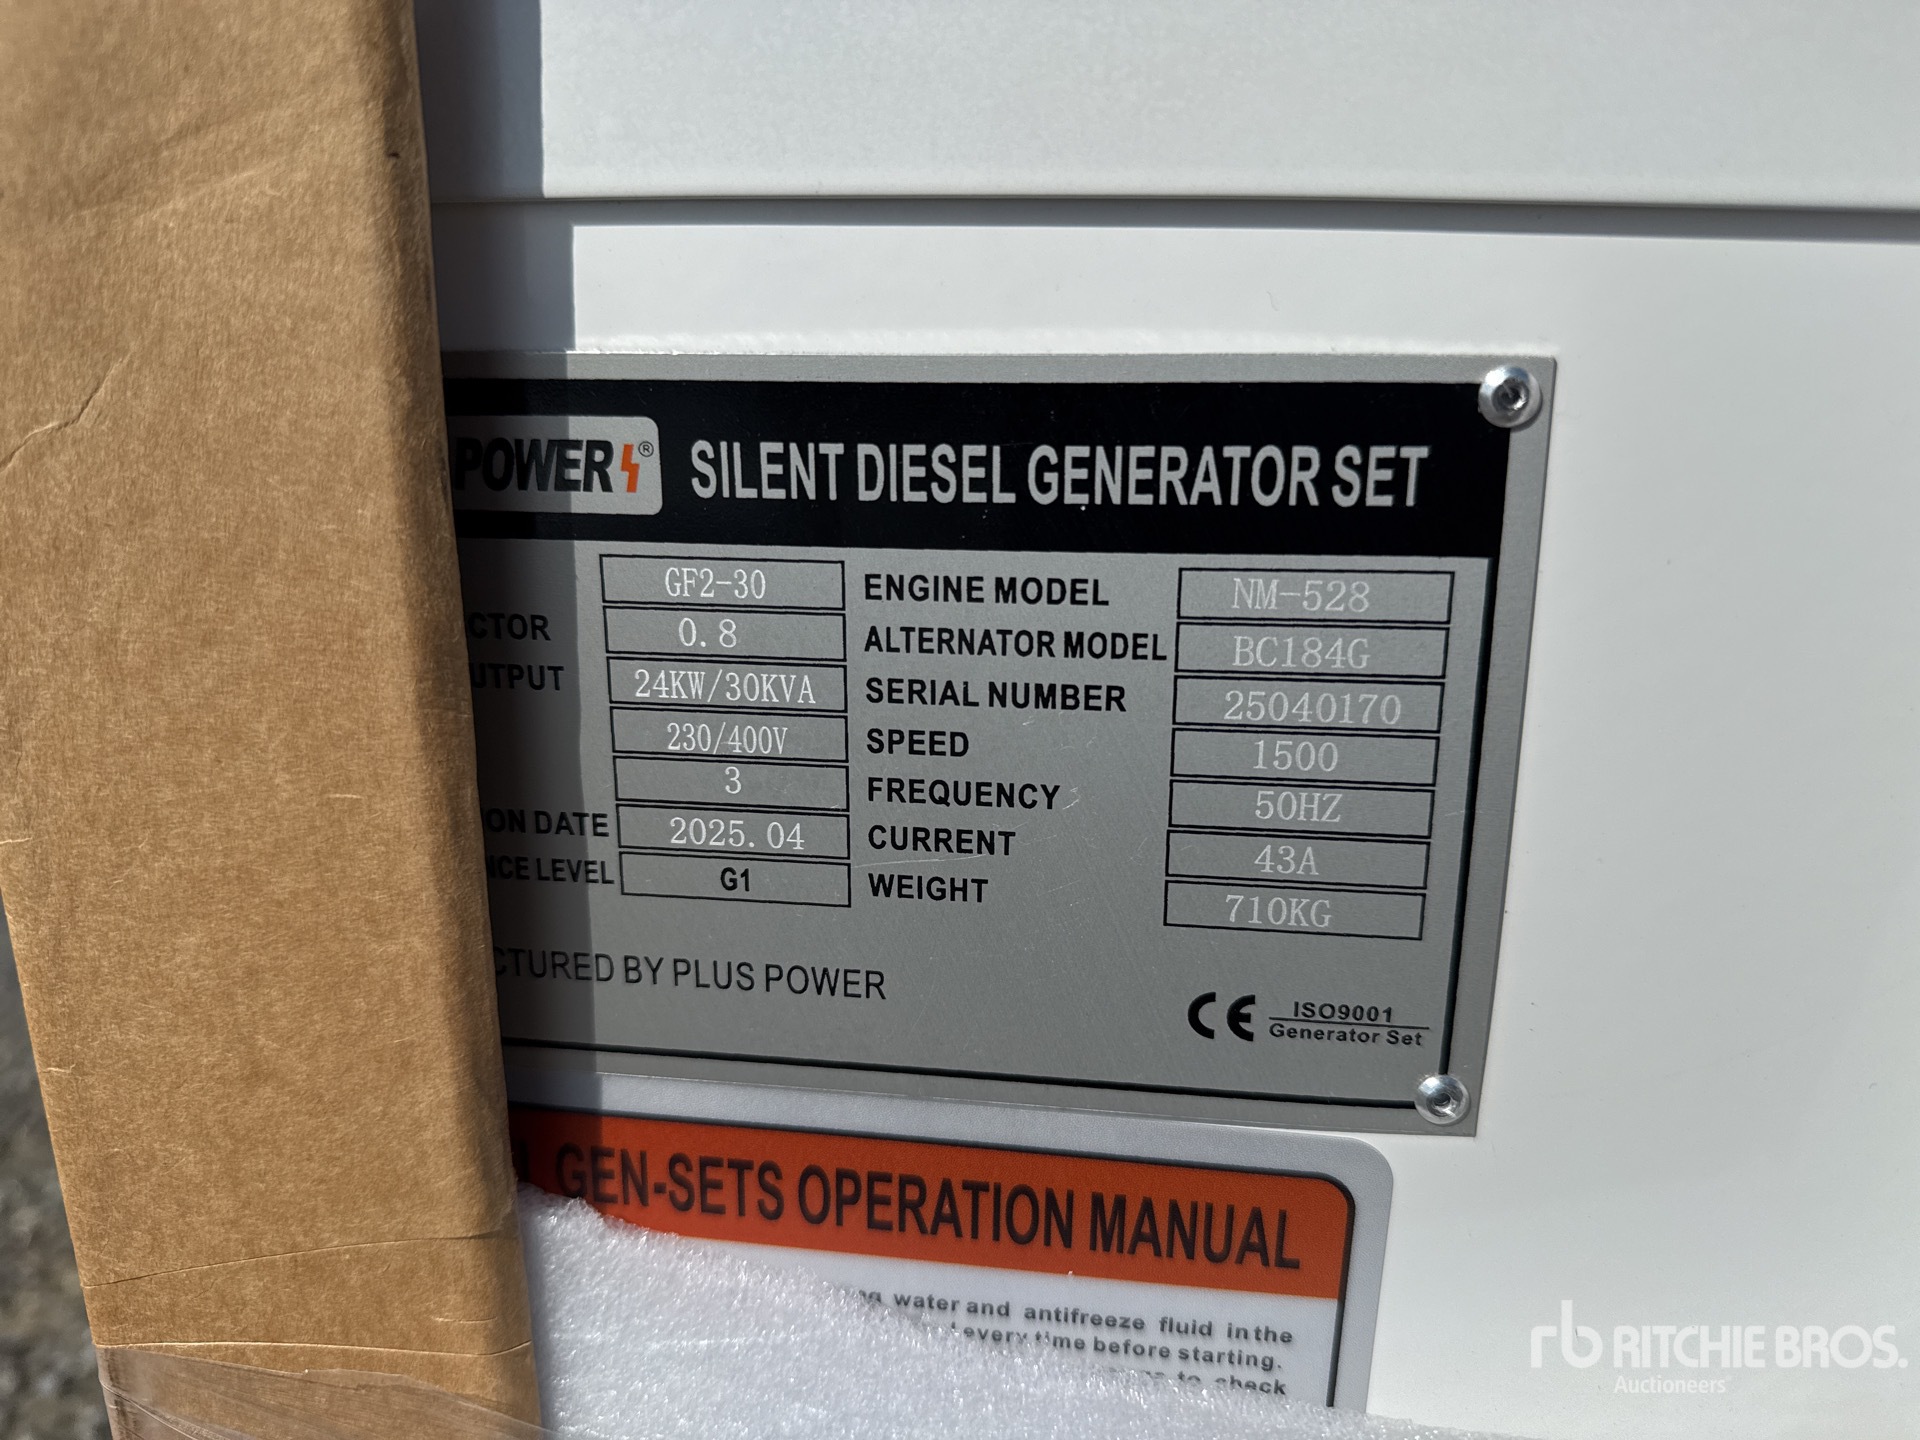 POWER ®
SILENT DIESEL GENERATOR SET
GF2-30
ENGINE MODEL NM-528
CTOR 0.8
ALTERNATOR MODEL BC184G
UTPUT 24KW/30KVA
SERIAL NUMBER 25040170
230/400V
SPEED 1500
3
FREQUENCY 50HZ
ON DATE 2025.04
CURRENT 43A
NCE LEVEL G1
WEIGHT 710KG
CTURED BY PLUS POWER
CE ISO9001
Generator Set
GEN-SETS OPERATION MANUAL
water and antifreeze fluid in the
every time before starting.
to check
rb RITCHIE BROS.
Auctioneers